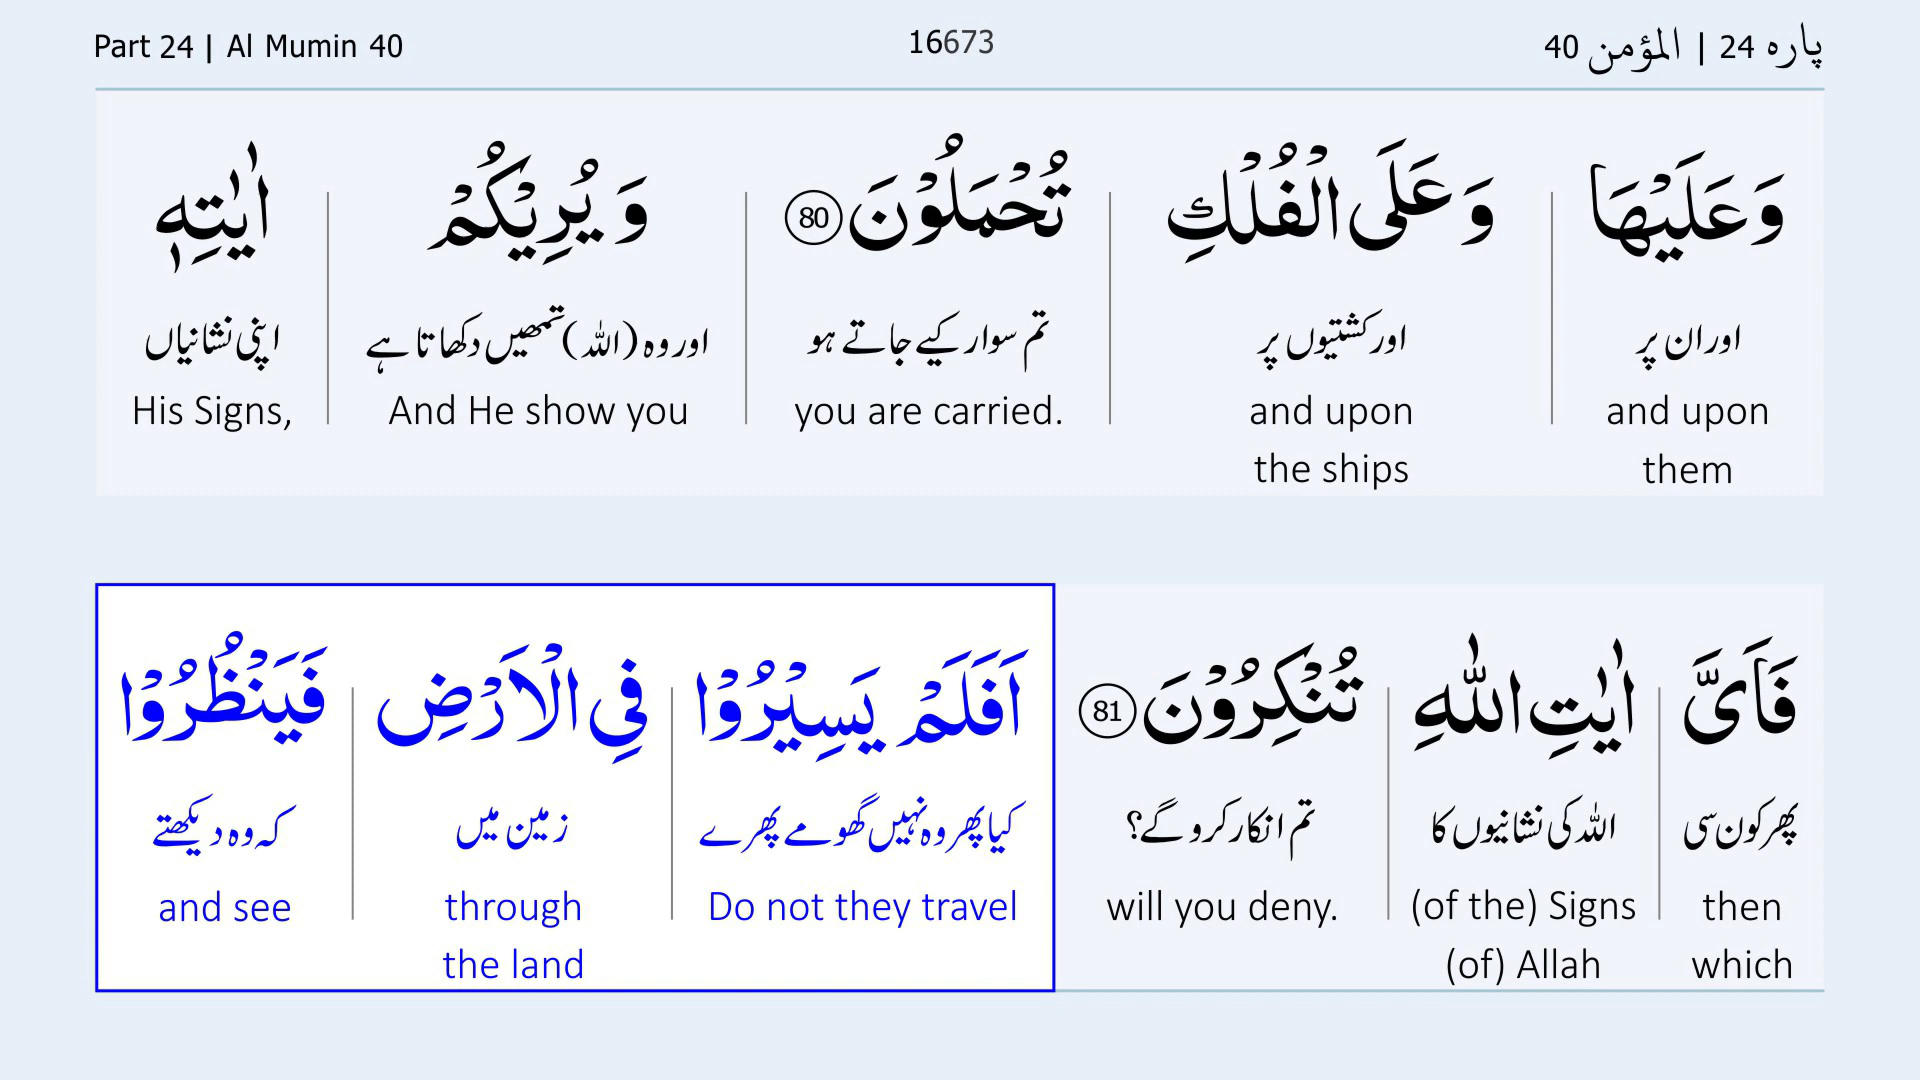 Part 24 | Al Mumin 40
16673
پارہ 24 | المؤمن 40
وَعَلَيْهَا وَعَلَى الْفُلْكِ تُحْمَلُوْنَ 80 وَيُرِيْكُمْ اٰيٰتِهٖ
اور ان پر اور کشتیوں پر تم سوار کیے جاتے ہو اور وہ (اللہ) تمھیں دکھاتا ہے اپنی نشانیاں
and upon and upon you are carried. And He show you His Signs,
them the ships
فَاَيَّ اٰيٰتِ اللّٰهِ تُنْكِرُوْنَ 81 اَفَلَمْ يَسِيْرُوْا فِي الْاَرْضِ فَيَنْظُرُوْا
پھر کون سی اللہ کی نشانیوں کا تم انکار کرو گے؟ کیا پھر وہ نہیں گھومے پھرے زمین میں کہ وہ دیکھتے
then (of the) Signs will you deny. Do not they travel through and see
which (of) Allah the land